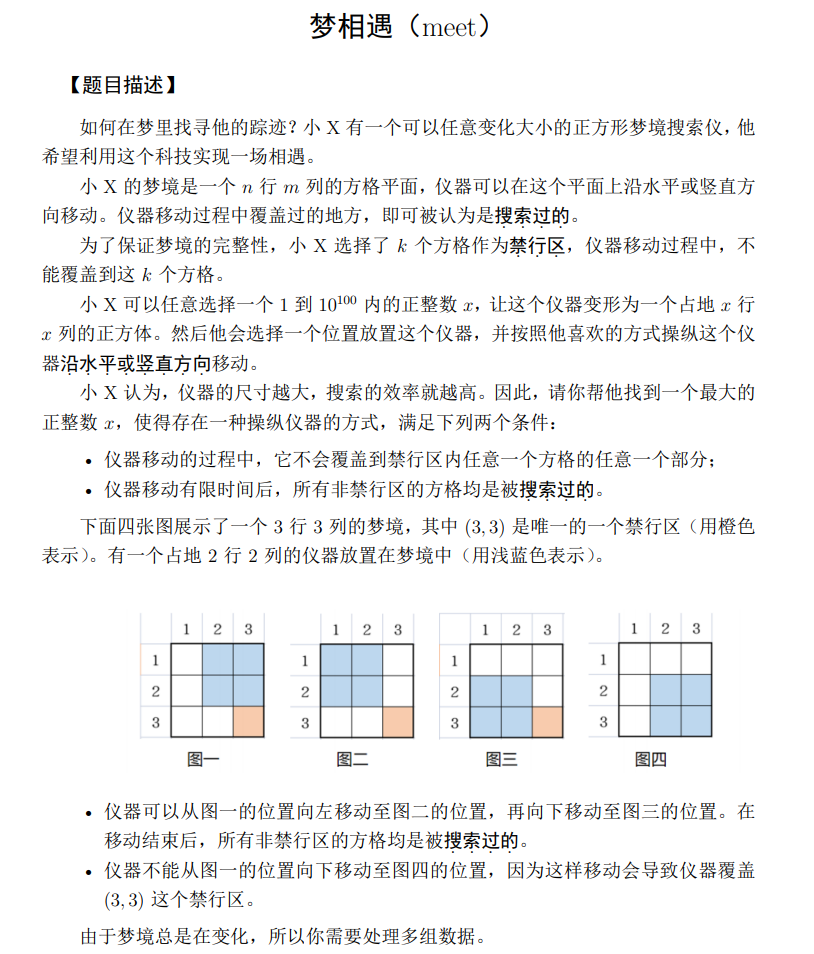 梦相遇（meet）
【题目描述】
如何在梦里找寻他的踪迹？小 X 有一个可以任意变化大小的正方形梦境搜索仪，他
希望利用这个科技实现一场相遇。
小 X 的梦境是一个 n 行 m 列的方格平面，仪器可以在这个平面上沿水平或竖直方
向移动。仪器移动过程中覆盖过的地方，即可被认为是搜索过的。
为了保证梦境的完整性，小 X 选择了 k 个方格作为禁行区，仪器移动过程中，不
能覆盖到这 k 个方格。
小 X 可以任意选择一个 1 到 10¹⁰⁰ 内的正整数 x，让这个仪器变形为一个占地 x 行
x 列的正方体。然后他会选择一个位置放置这个仪器，并按照他喜欢的方式操纵这个仪
器沿水平或竖直方向移动。
小 X 认为，仪器的尺寸越大，搜索的效率就越高。因此，请你帮他找到一个最大的
正整数 x，使得存在一种操纵仪器的方式，满足下列两个条件：
• 仪器移动的过程中，它不会覆盖到禁行区内任意一个方格的任意一个部分；
• 仪器移动有限时间后，所有非禁行区的方格均是被搜索过的。
下面四张图展示了一个 3 行 3 列的梦境，其中 (3, 3) 是唯一的一个禁行区（用橙色
表示）。有一个占地 2 行 2 列的仪器放置在梦境中（用浅蓝色表示）。
1 2 3
1
2
3
图一
1 2 3
1
2
3
图二
1 2 3
1
2
3
图三
1 2 3
1
2
3
图四
• 仪器可以从图一的位置向左移动至图二的位置，再向下移动至图三的位置。在
移动结束后，所有非禁行区的方格均是被搜索过的。
• 仪器不能从图一的位置向下移动至图四的位置，因为这样移动会导致仪器覆盖
(3, 3) 这个禁行区。
由于梦境总是在变化，所以你需要处理多组数据。